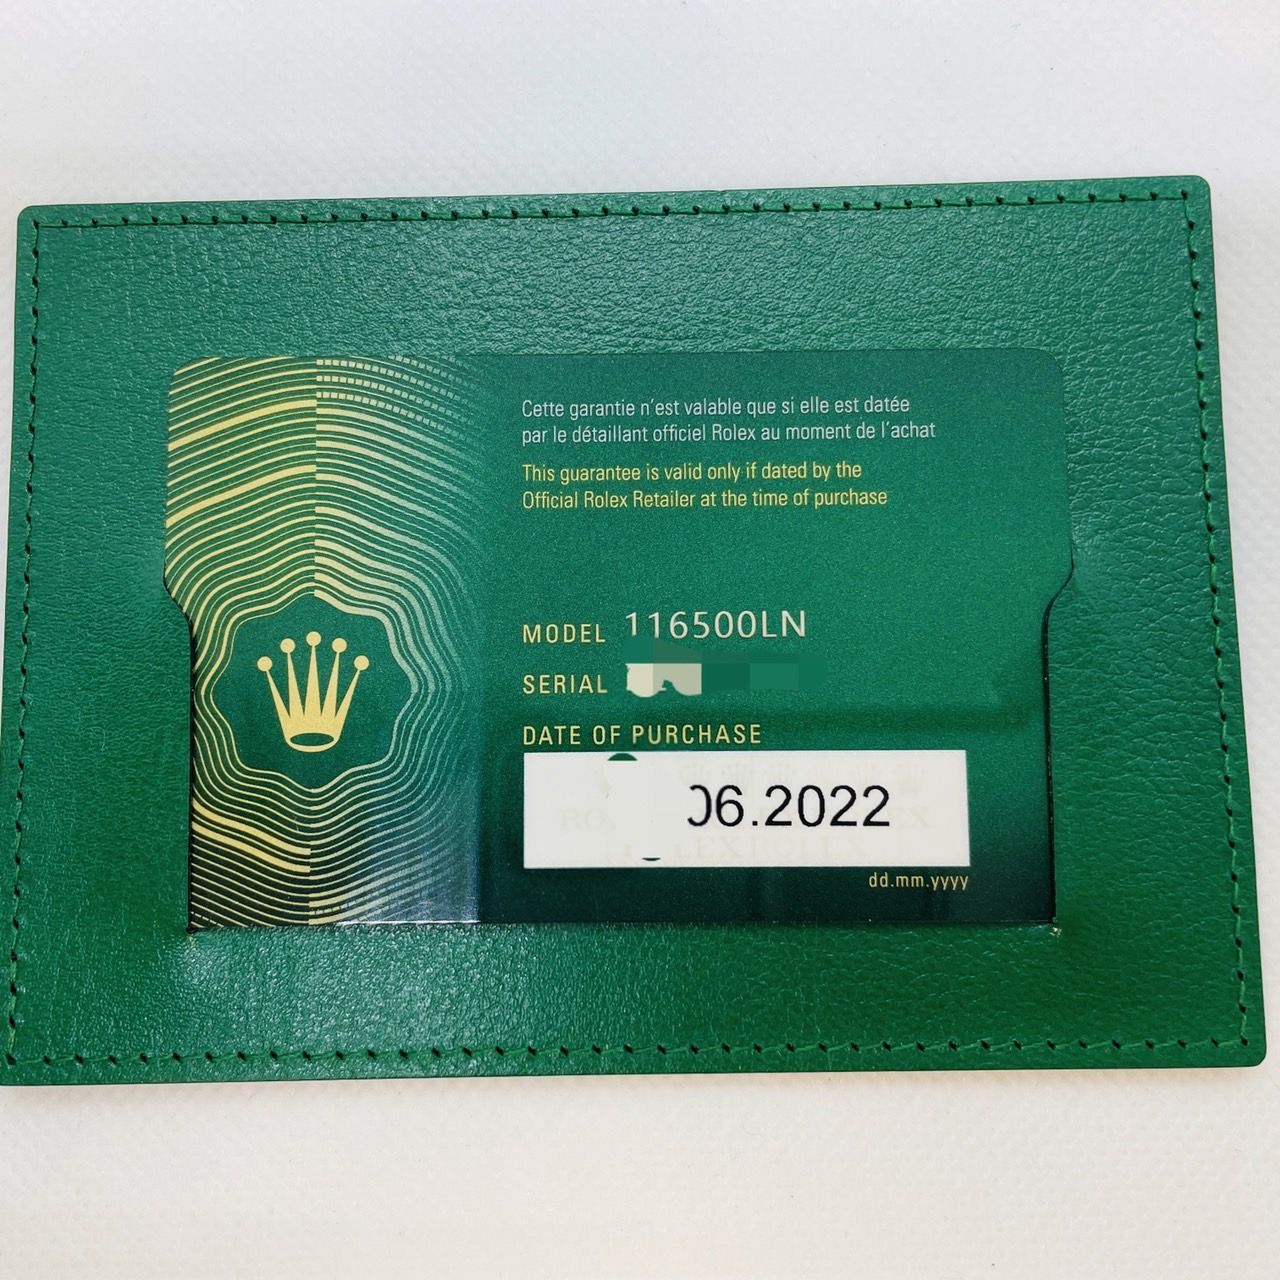 Cette garantie n'est valable que si elle est datée
par le détaillant officiel Rolex au moment de l'achat
This guarantee is valid only if dated by the
Official Rolex Retailer at the time of purchase
MODEL 116500LN
SERIAL
DATE OF PURCHASE
06.2022
dd.mm.yyyy